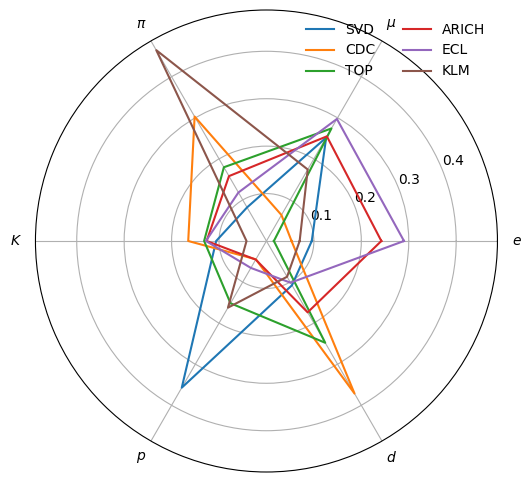 π
μ
SVD ARICH
CDC ECL
TOP KLM
0.4
0.3
0.2
0.1
K
e
p
d